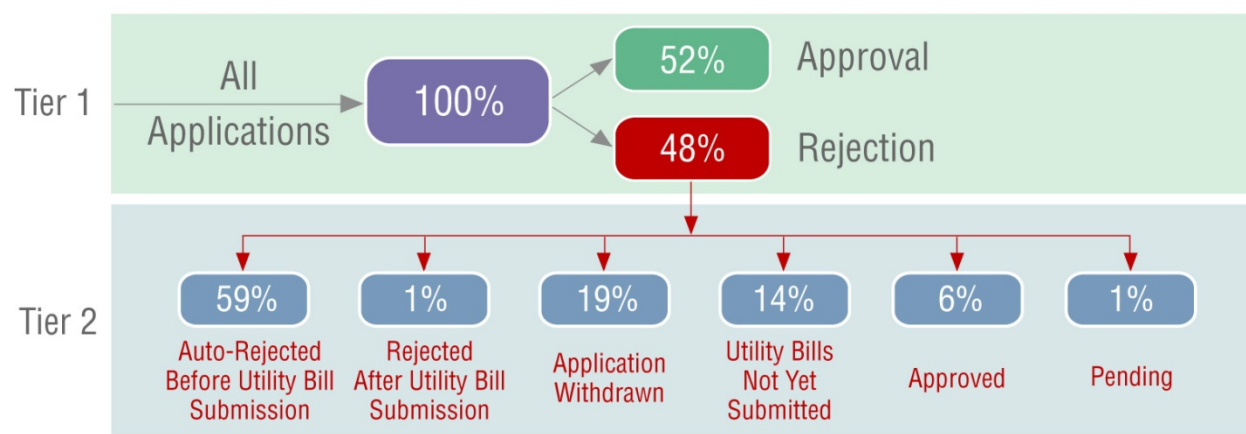 Tier 1
All
Applications
100%
52%
Approval
48%
Rejection
Tier 2
59%
1%
19%
14%
6%
1%
Auto-Rejected
Before Utility Bill
Submission
Rejected
After Utility Bill
Submission
Application
Withdrawn
Utility Bills
Not Yet
Submitted
Approved
Pending